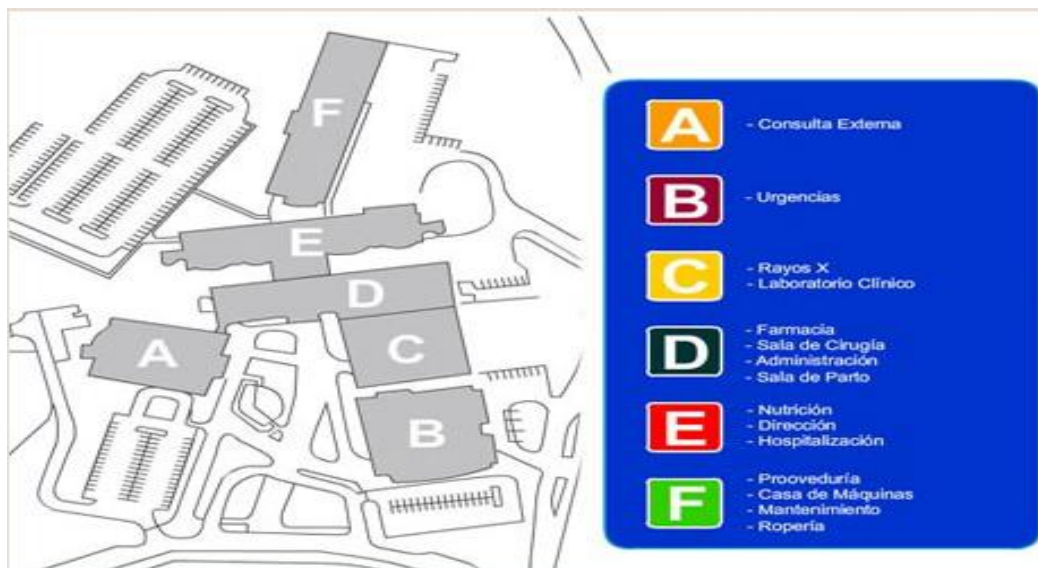 F
E
D
A
C
B
A
- Consulta Externa
B
- Urgencias
C
- Rayos X
- Laboratorio Clínico
D
- Farmacia
- Sala de Cirugía
- Administración
- Sala de Parto
E
- Nutrición
- Dirección
- Hospitalización
F
- Prooveduría
- Casa de Máquinas
- Mantenimiento
- Ropería